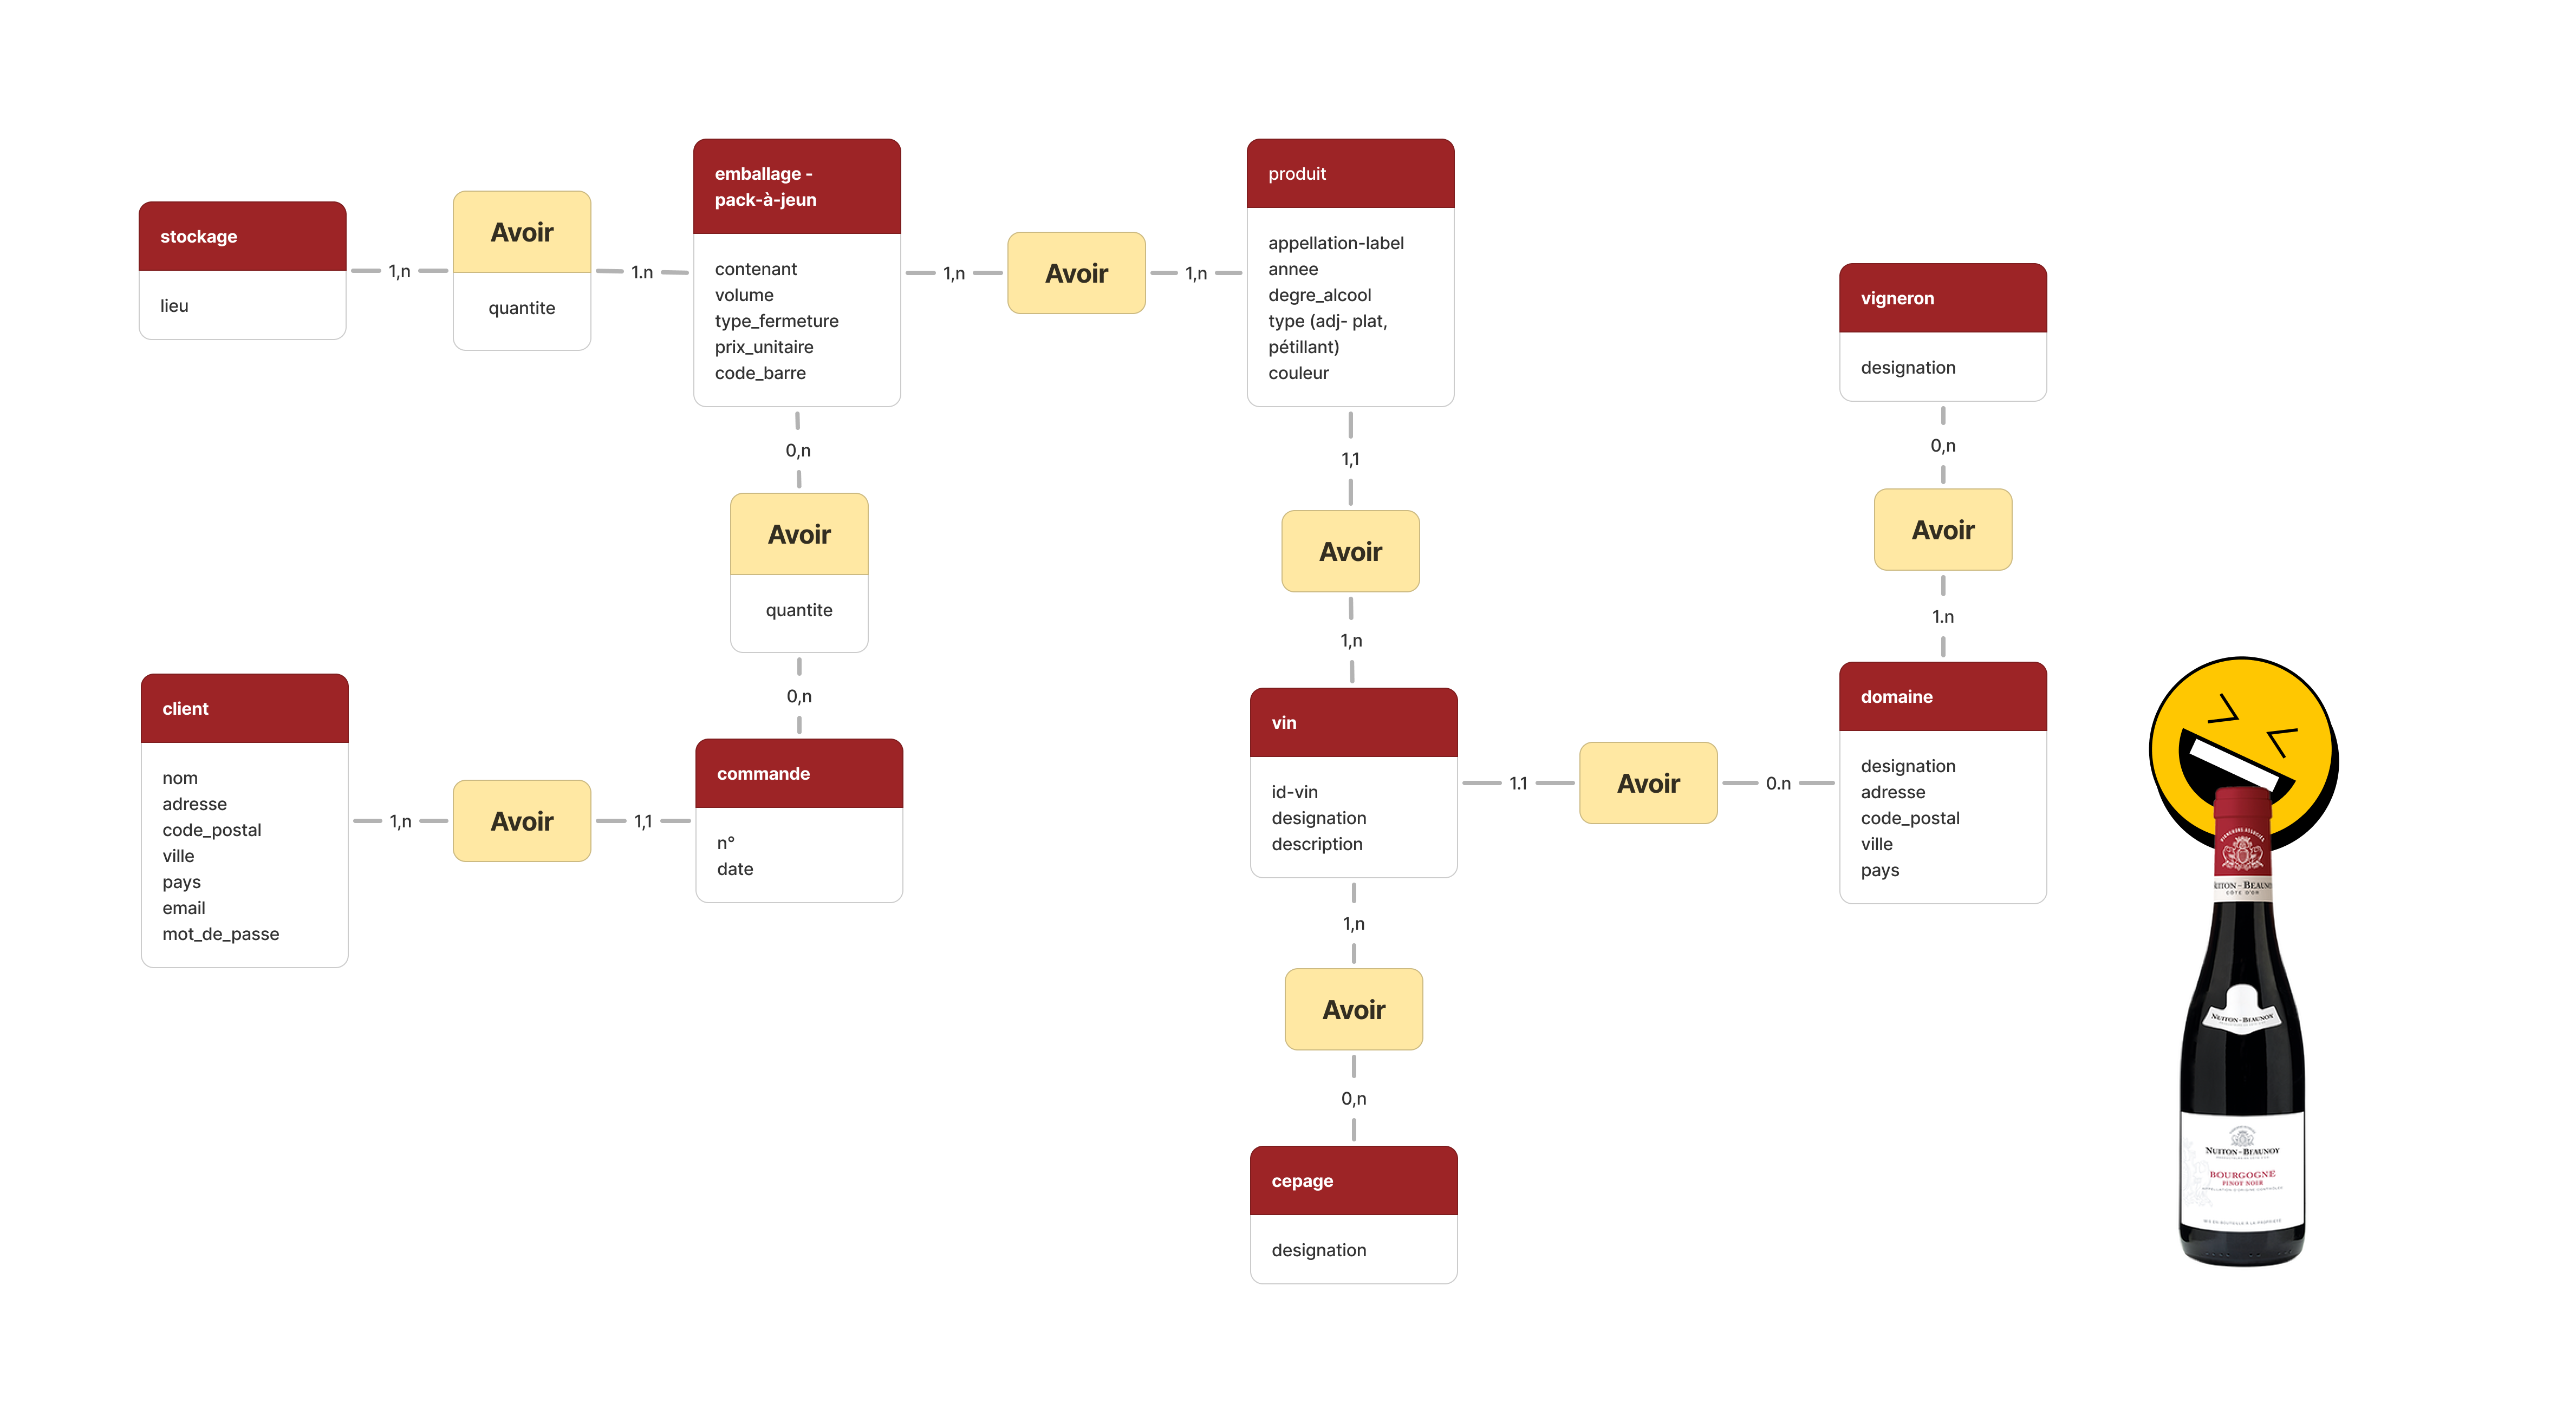 stockage
lieu
1,n
Avoir
quantite
1.n
emballage -
pack-à-jeun
contenant
volume
type_fermeture
prix_unitaire
code_barre
1,n
Avoir
1,n
produit
appellation-label
annee
degre_alcool
type (adj- plat,
pétillant)
couleur
0,n
Avoir
quantite
0,n
client
nom
adresse
code_postal
ville
pays
email
mot_de_passe
1,n
Avoir
1,1
commande
n°
date
1,1
Avoir
1,n
vin
id-vin
designation
description
1.1
Avoir
0.n
vigneron
designation
0,n
Avoir
1.n
domaine
designation
adresse
code_postal
ville
pays
1,n
Avoir
0,n
cepage
designation
CÔTE D'OR
NUITON-BEAUNOY
NUITON-BEAUNOY
BOURGOGNE
PINOT NOIR